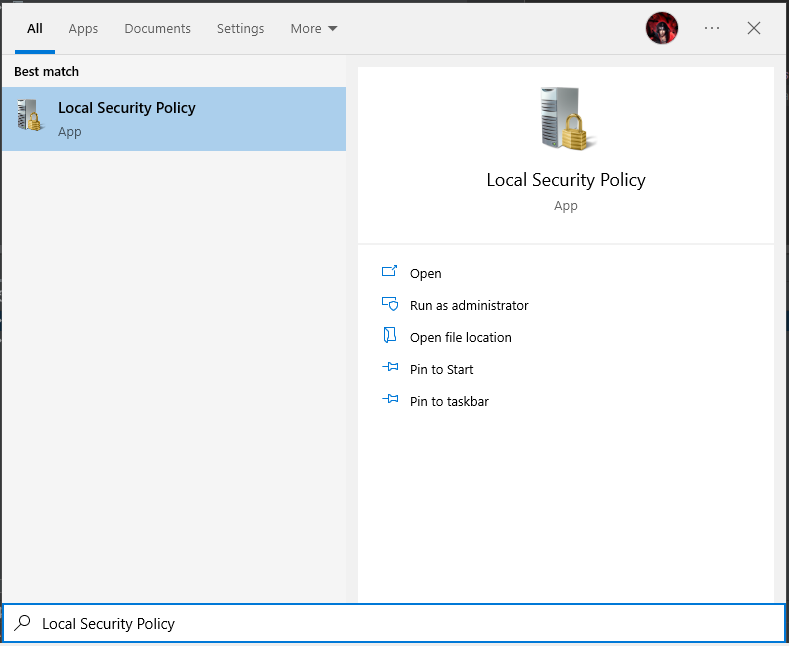 All Apps Documents Settings More
Best match
Local Security Policy
App
Local Security Policy
App
Open
Run as administrator
Open file location
Pin to Start
Pin to taskbar
Local Security Policy